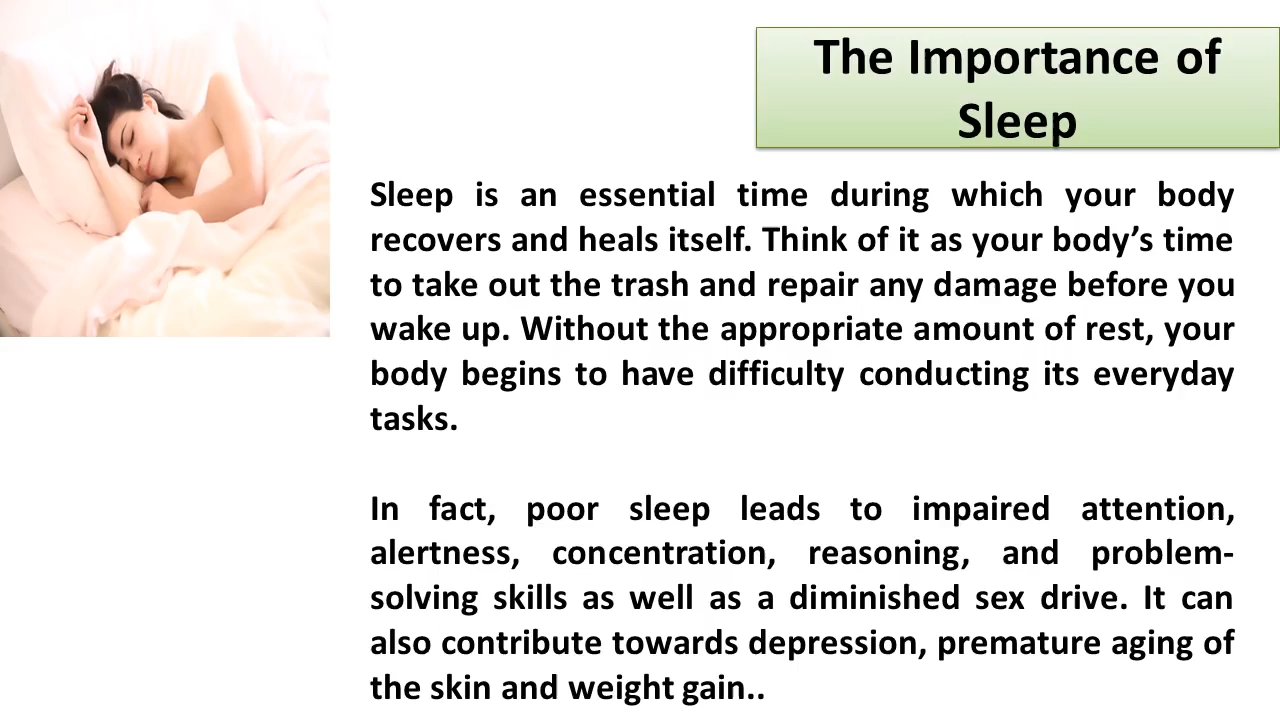 The Importance of
Sleep
Sleep is an essential time during which your body
recovers and heals itself. Think of it as your body’s time
to take out the trash and repair any damage before you
wake up. Without the appropriate amount of rest, your
body begins to have difficulty conducting its everyday
tasks.
In fact, poor sleep leads to impaired attention,
alertness, concentration, reasoning, and problem-
solving skills as well as a diminished sex drive. It can
also contribute towards depression, premature aging of
the skin and weight gain..